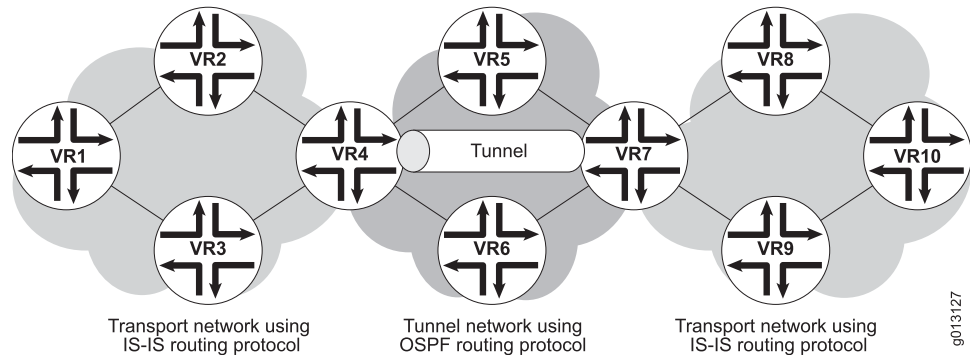 VR2
VR5
VR8
VR1
VR4
Tunnel
VR7
VR10
VR3
VR6
VR9
Transport network using
IS-IS routing protocol
Tunnel network using
OSPF routing protocol
Transport network using
IS-IS routing protocol
g013127